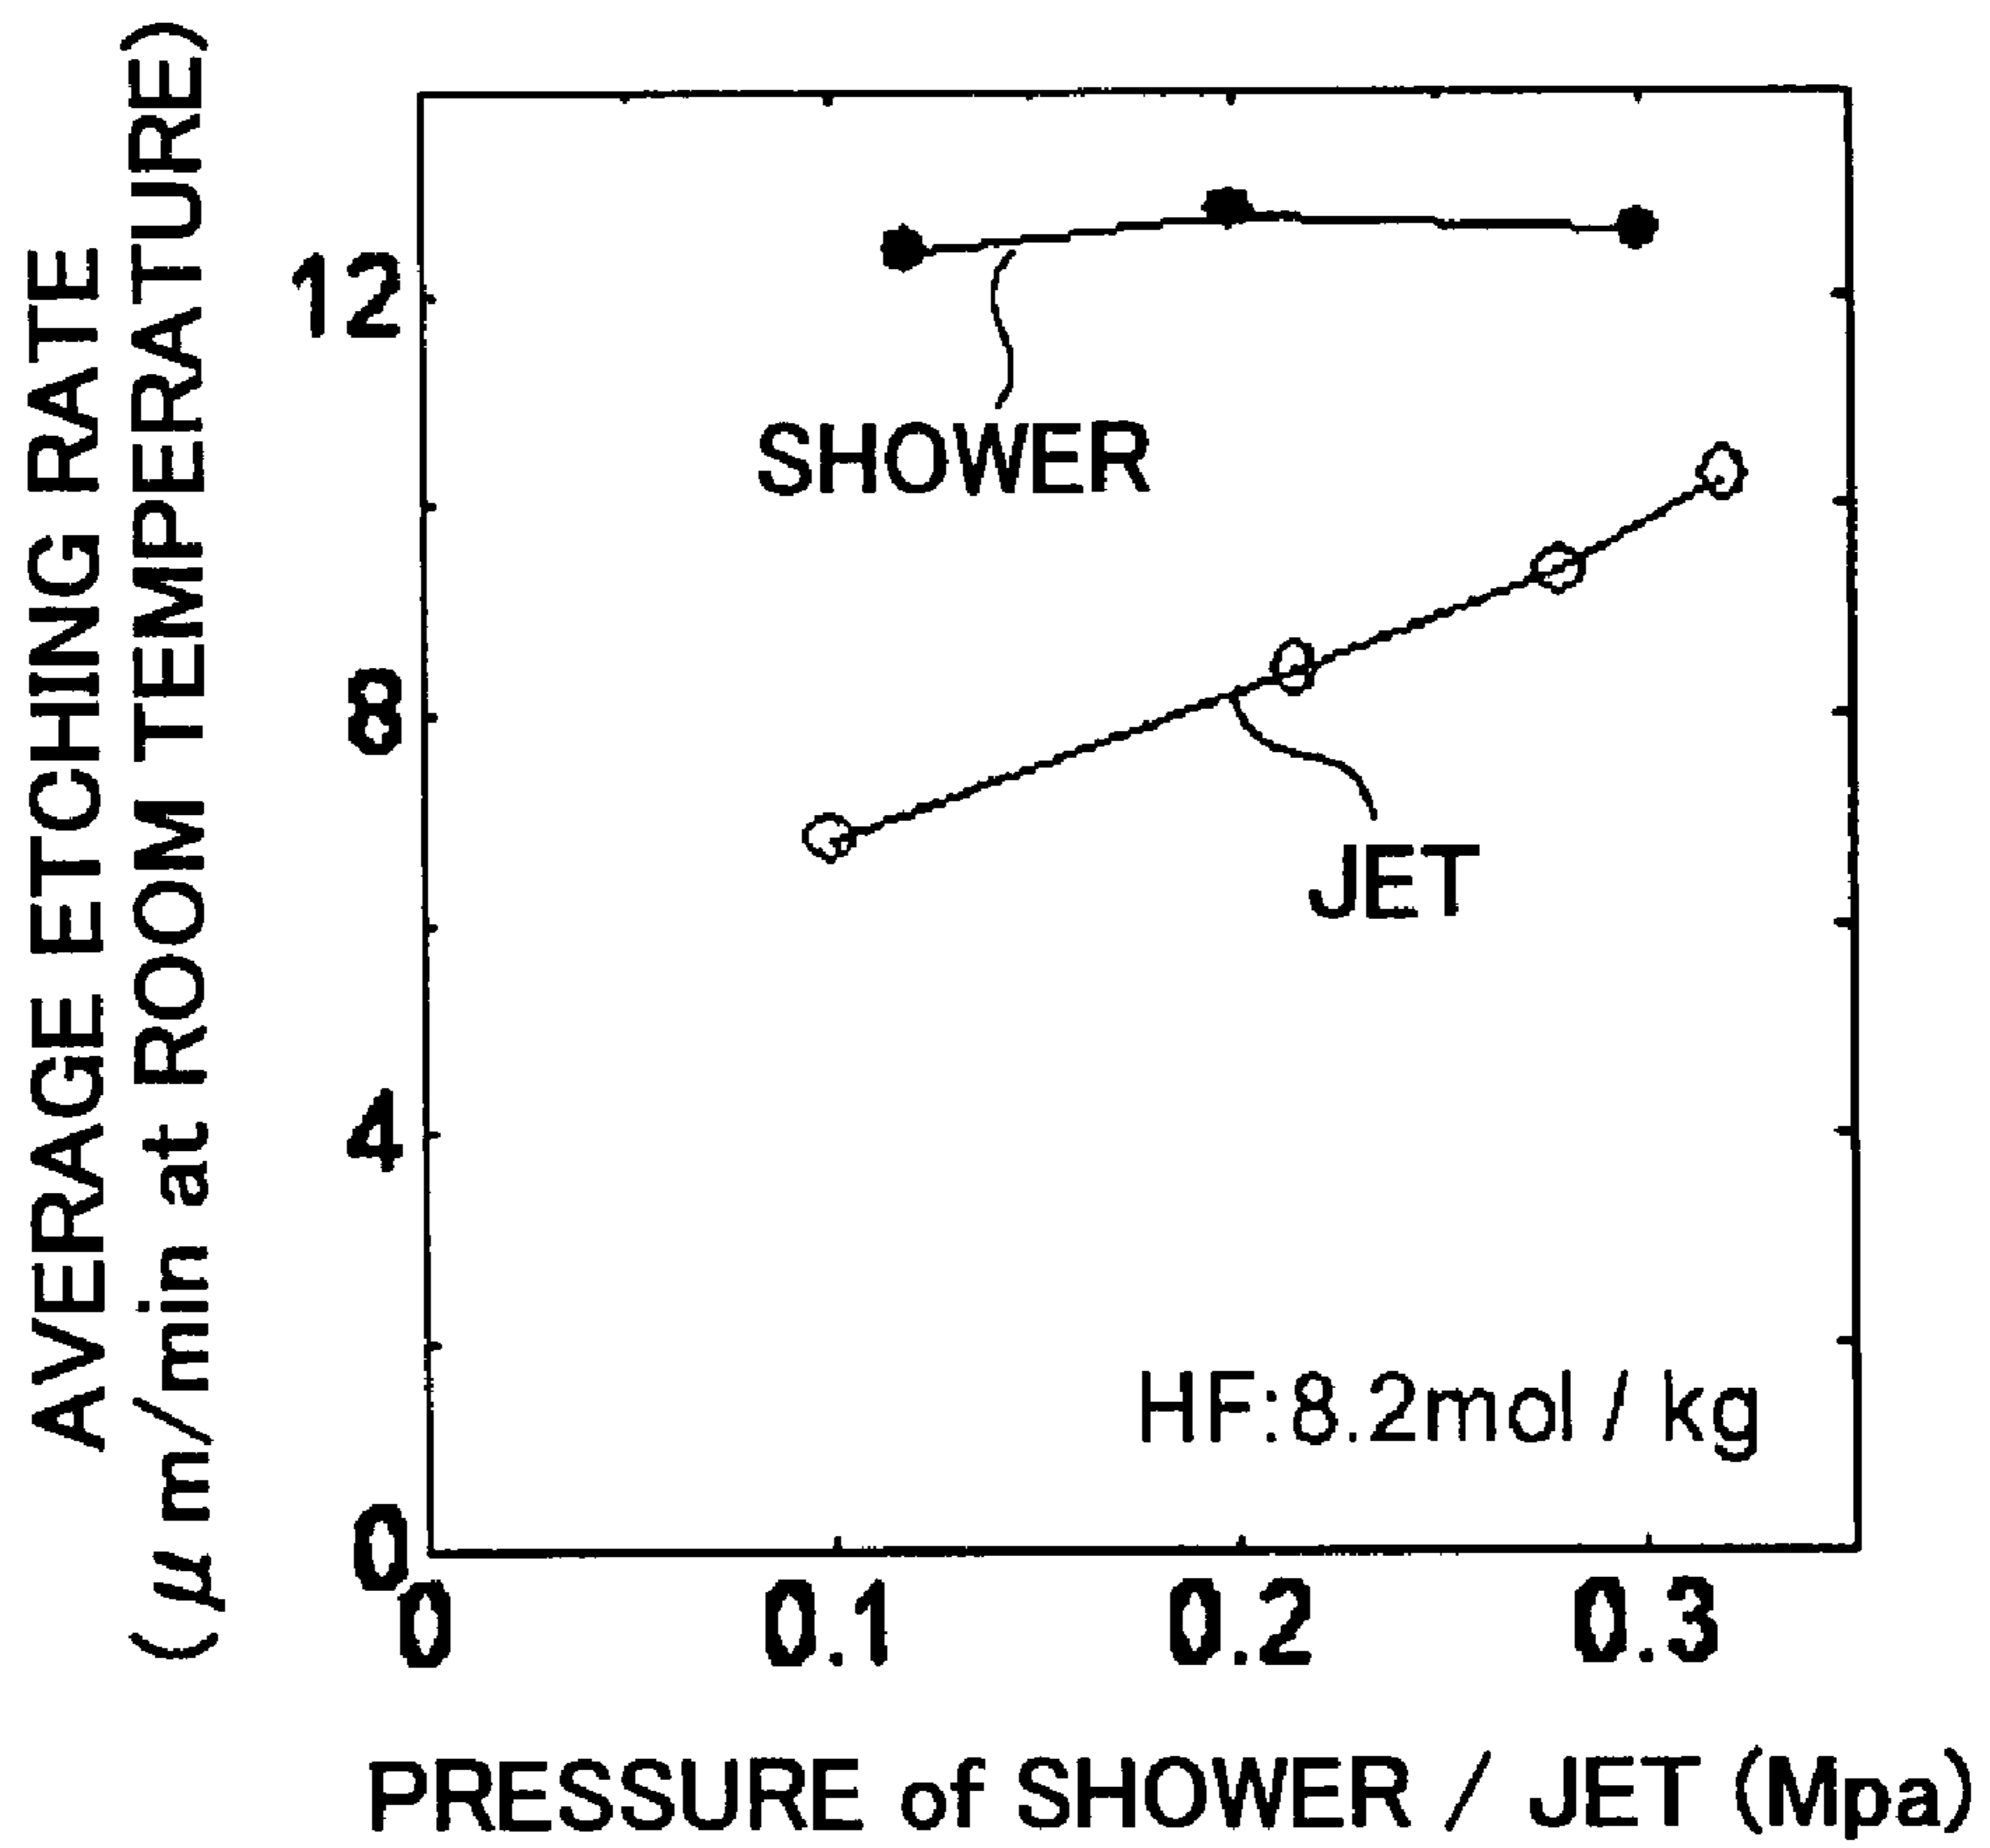 AVERAGE ETCHING RATE
(μm/min at ROOM TEMPERATURE)
12
SHOWER
8
JET
4
HF:8.2mol / kg
0
0 0.1 0.2 0.3
PRESSURE of SHOWER / JET (Mpa)